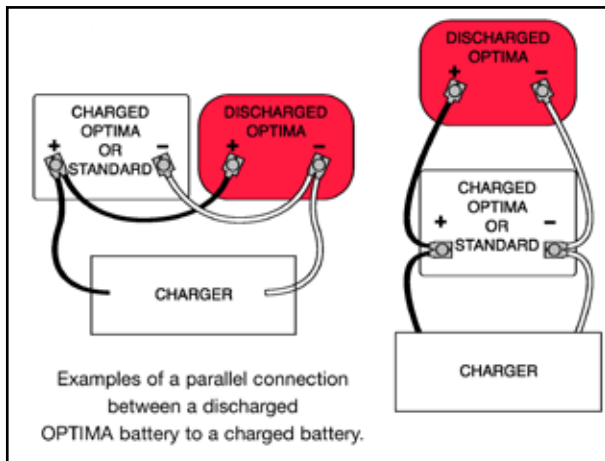 CHARGED
OPTIMA
OR
STANDARD
+
−
DISCHARGED
OPTIMA
+
−
CHARGER
Examples of a parallel connection
between a discharged
OPTIMA battery to a charged battery.
DISCHARGED
OPTIMA
+
−
CHARGED
OPTIMA
OR
STANDARD
+
−
CHARGER